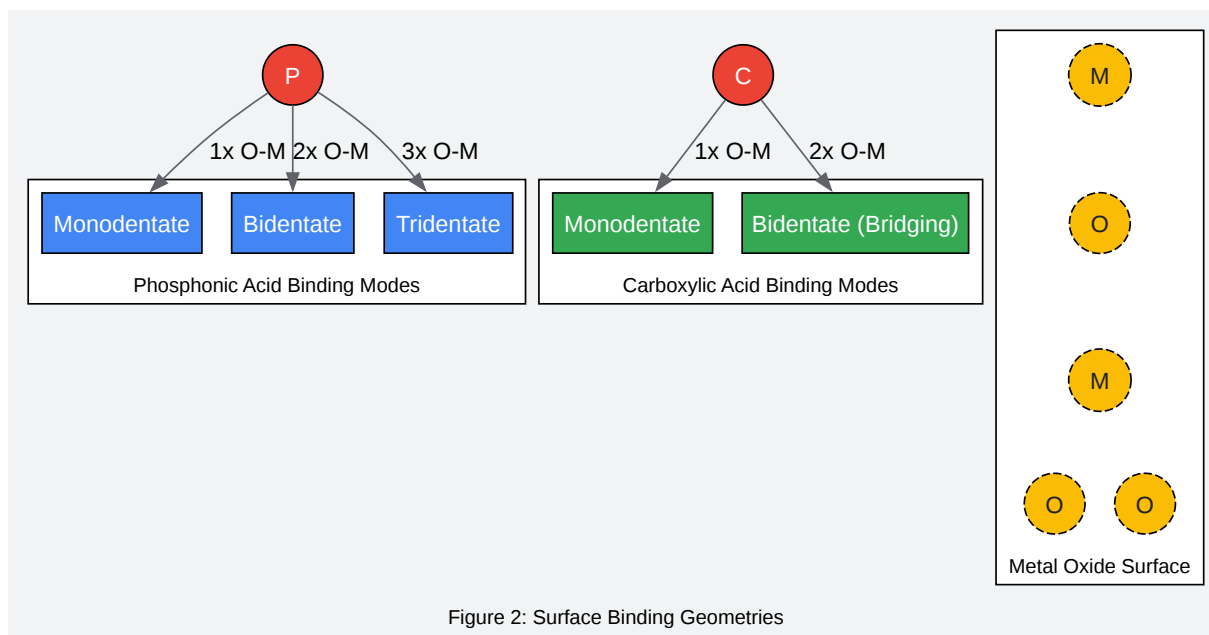 P
1x O-M
2x O-M
3x O-M
Monodentate
Bidentate
Tridentate
Phosphonic Acid Binding Modes
C
1x O-M
2x O-M
Monodentate
Bidentate (Bridging)
Carboxylic Acid Binding Modes
M
O
M
O
O
Metal Oxide Surface
Figure 2: Surface Binding Geometries